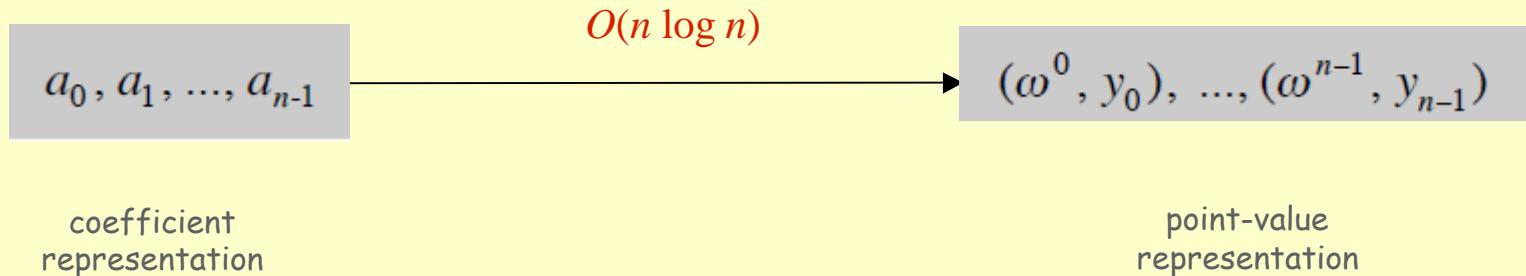 O(n log n)
a₀, a₁, ..., aₙ₋₁
(ω⁰, y₀), ..., (ωⁿ⁻¹, yₙ₋₁)
coefficient
representation
point-value
representation